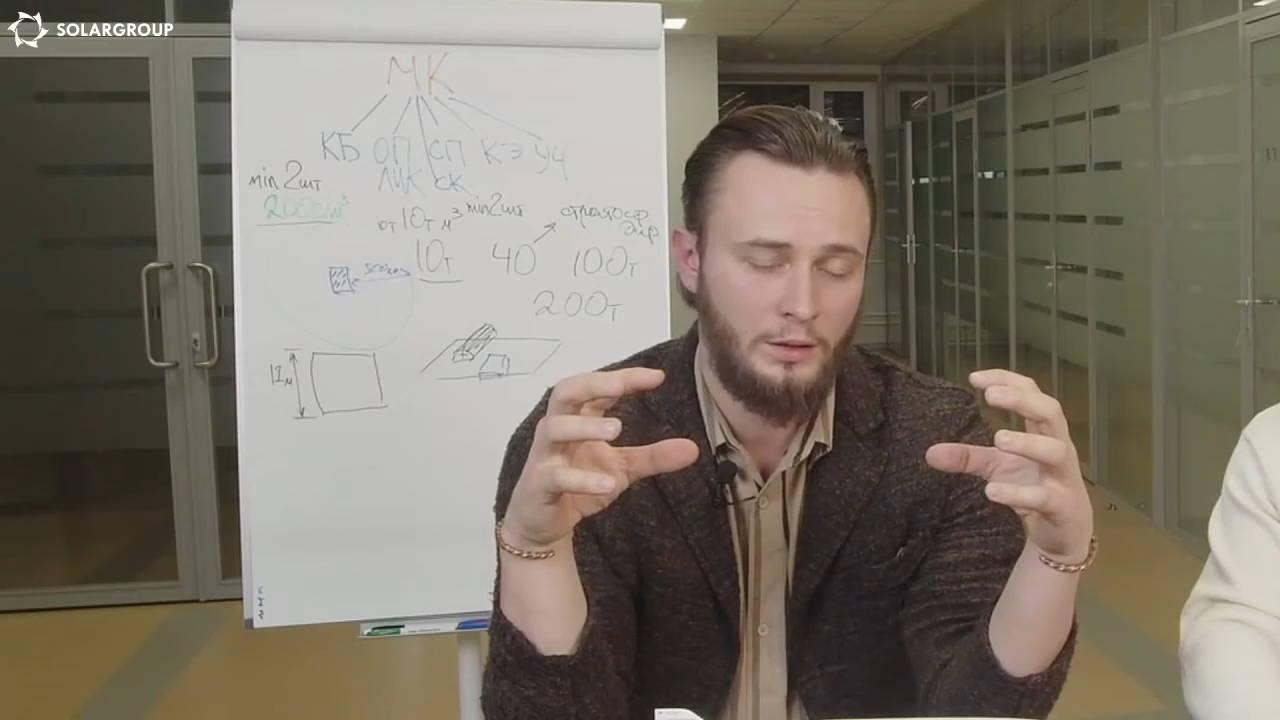 SOLARGROUP
МК
КБ ОП СП КЭ УЧ
ЛИК СК
min 2шт
2000м³
от 10т м³ min 2шт стратосф
10т 40 100т
200т
12м